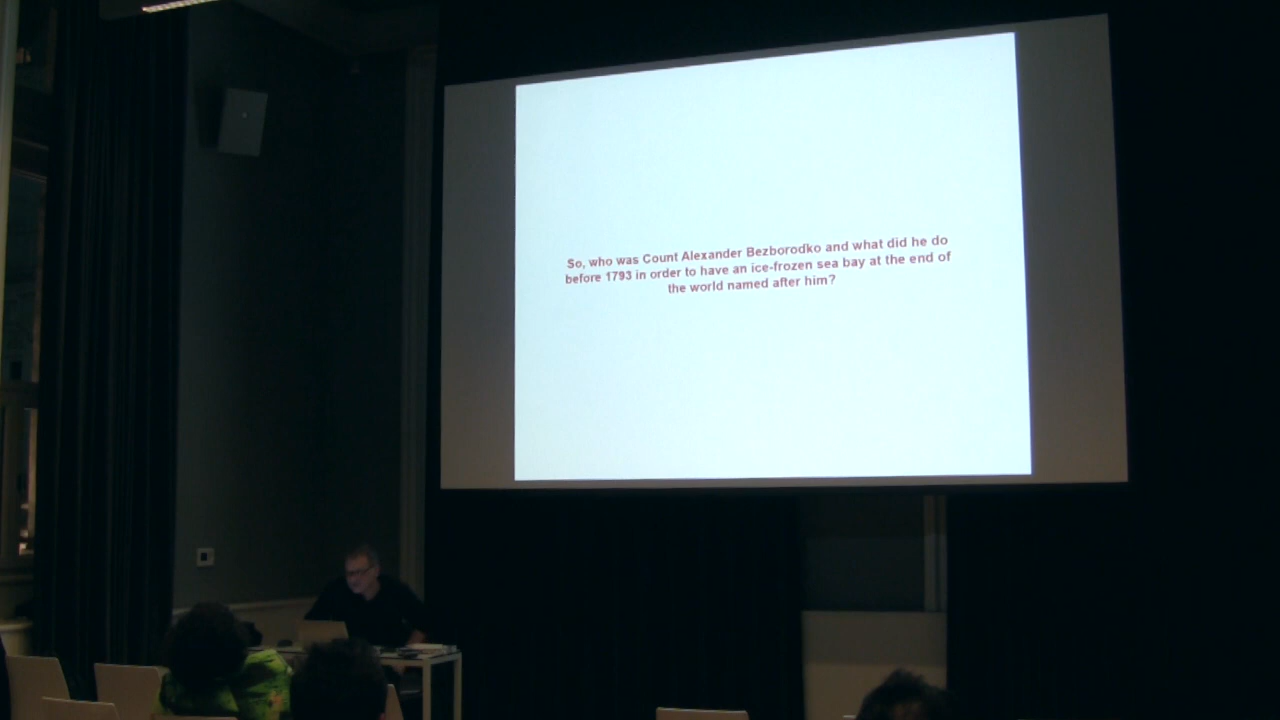 So, who was Count Alexander Bezborodko and what did he do
before 1793 in order to have an ice-frozen sea bay at the end of
the world named after him?